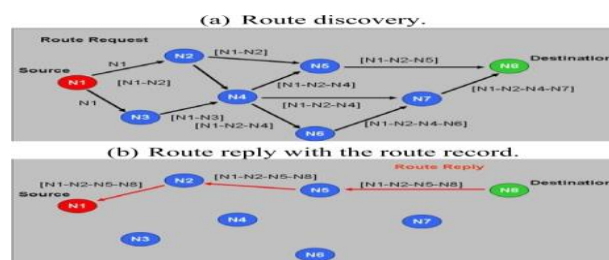 (a) Route discovery.
Route Request
N1
N2
[N1-N2]
N5
[N1-N2-N5]
N8
Destination
Source
N1
[N1-N2]
[N1-N2-N4]
N1
N4
[N1-N2-N4]
N7
N3
[N1-N3]
[N1-N2-N4]
N6
[N1-N2-N4-N6]
[N1-N2-N4-N7]
(b) Route reply with the route record.
Route Reply
Source
[N1-N2-N5-N8]
N2
[N1-N2-N5-N8]
N5
[N1-N2-N5-N8]
N8
Destination
N1
N3
N4
N6
N7